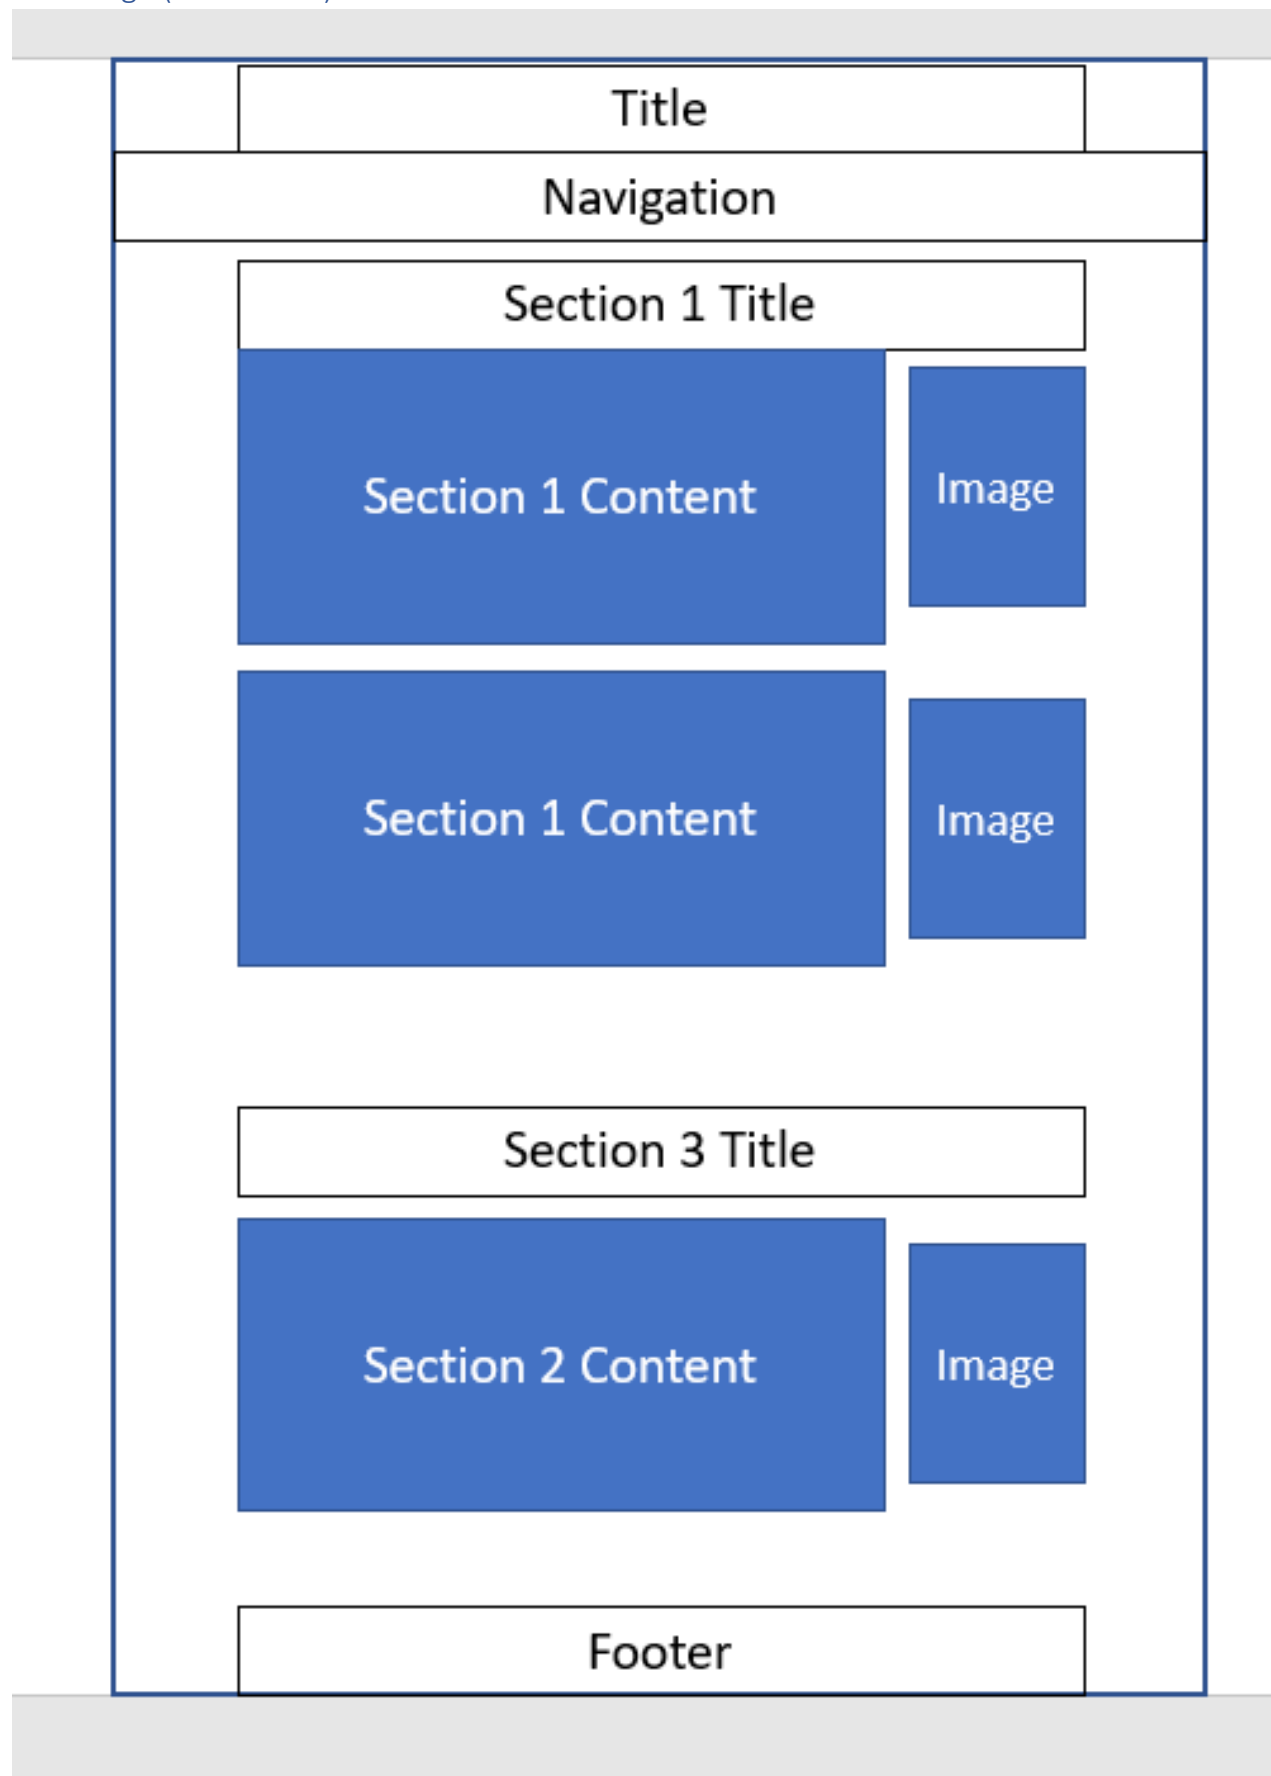 Title
Navigation
Section 1 Title
Section 1 Content
Image
Section 1 Content
Image
Section 3 Title
Section 2 Content
Image
Footer